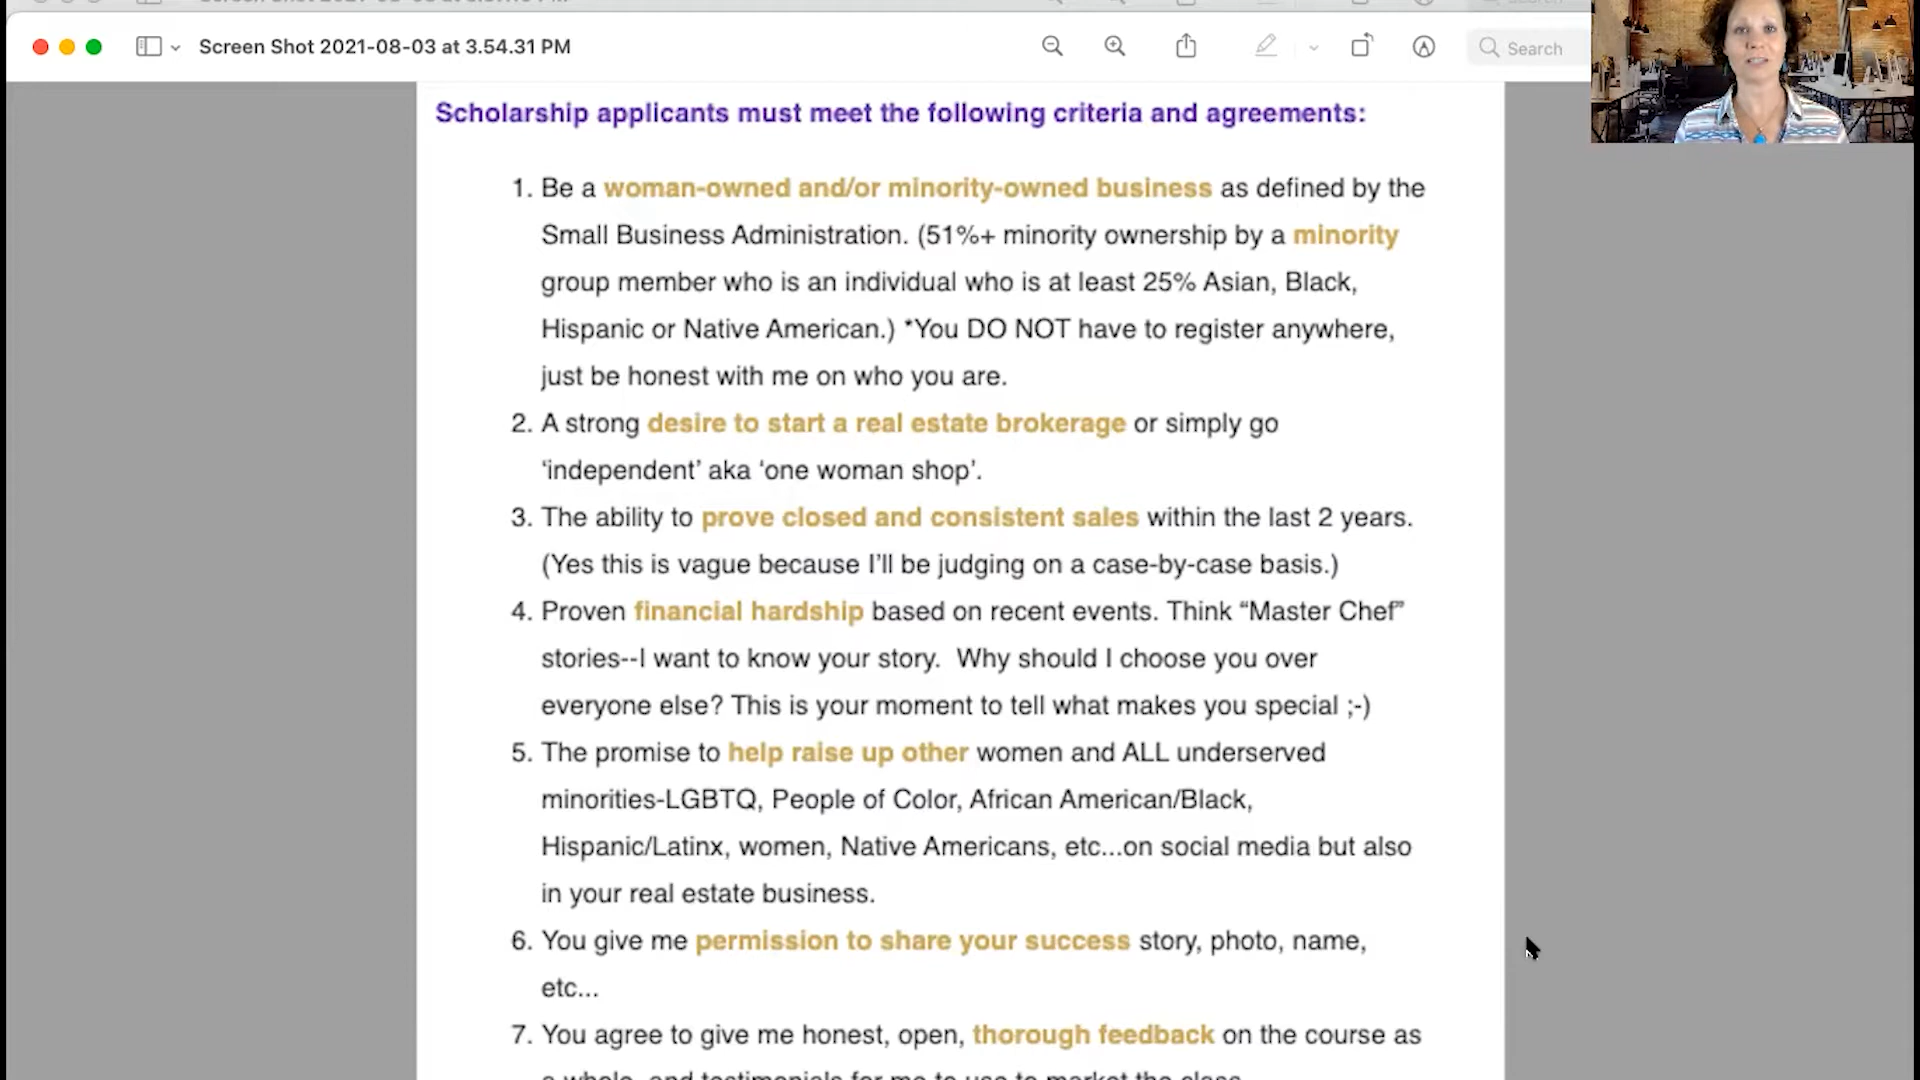 Screen Shot 2021-08-03 at 3.54.31 PM
Search
Scholarship applicants must meet the following criteria and agreements:
1. Be a woman-owned and/or minority-owned business as defined by the
Small Business Administration. (51%+ minority ownership by a minority
group member who is an individual who is at least 25% Asian, Black,
Hispanic or Native American.) *You DO NOT have to register anywhere,
just be honest with me on who you are.
2. A strong desire to start a real estate brokerage or simply go
‘independent’ aka ‘one woman shop’.
3. The ability to prove closed and consistent sales within the last 2 years.
(Yes this is vague because I’ll be judging on a case-by-case basis.)
4. Proven financial hardship based on recent events. Think “Master Chef”
stories--I want to know your story.  Why should I choose you over
everyone else? This is your moment to tell what makes you special ;-)
5. The promise to help raise up other women and ALL underserved
minorities-LGBTQ, People of Color, African American/Black,
Hispanic/Latinx, women, Native Americans, etc...on social media but also
in your real estate business.
6. You give me permission to share your success story, photo, name,
etc...
7. You agree to give me honest, open, thorough feedback on the course as
a whole, and testimonials for me to use to market the class